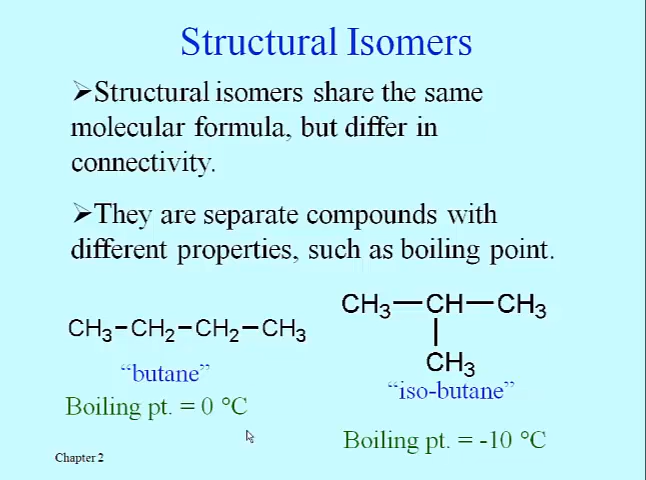 Structural Isomers
➢Structural isomers share the same
molecular formula, but differ in
connectivity.
➢They are separate compounds with
different properties, such as boiling point.
CH₃–CH₂–CH₂–CH₃
"butane"
Boiling pt. = 0 °C
CH₃—CH—CH₃
CH₃
"iso-butane"
Boiling pt. = -10 °C
Chapter 2